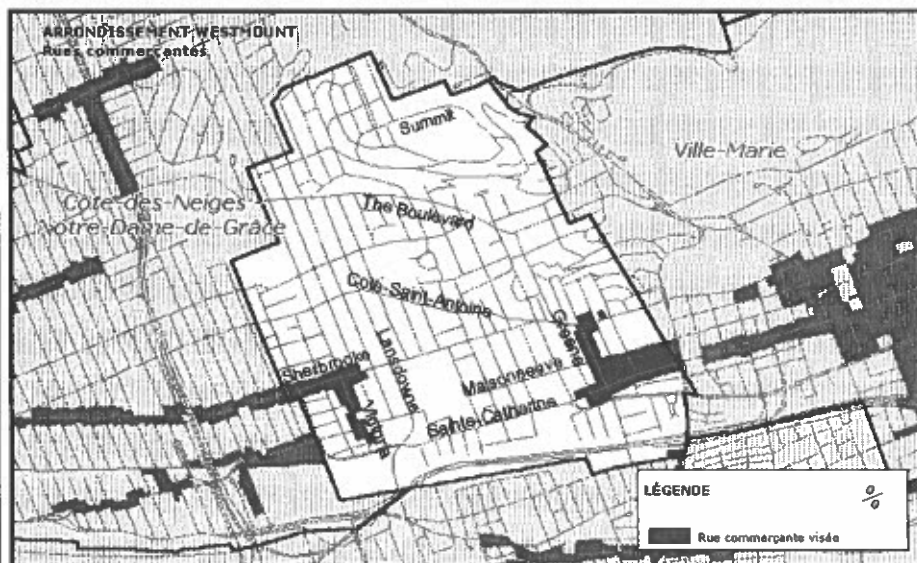 ARRONDISSEMENT WESTMOUNT
Rues commerçantes
Summit
Ville-Marie
Côte-des-Neges
Notre-Dame-de-Grâce
The Boulevard
Côte-Saint-Antoine
Greene
Lansdowne
Sherbrooke
Maisonneuve
Victoria
Sainte-Catherine
LÉGENDE
Rue commerçante visée